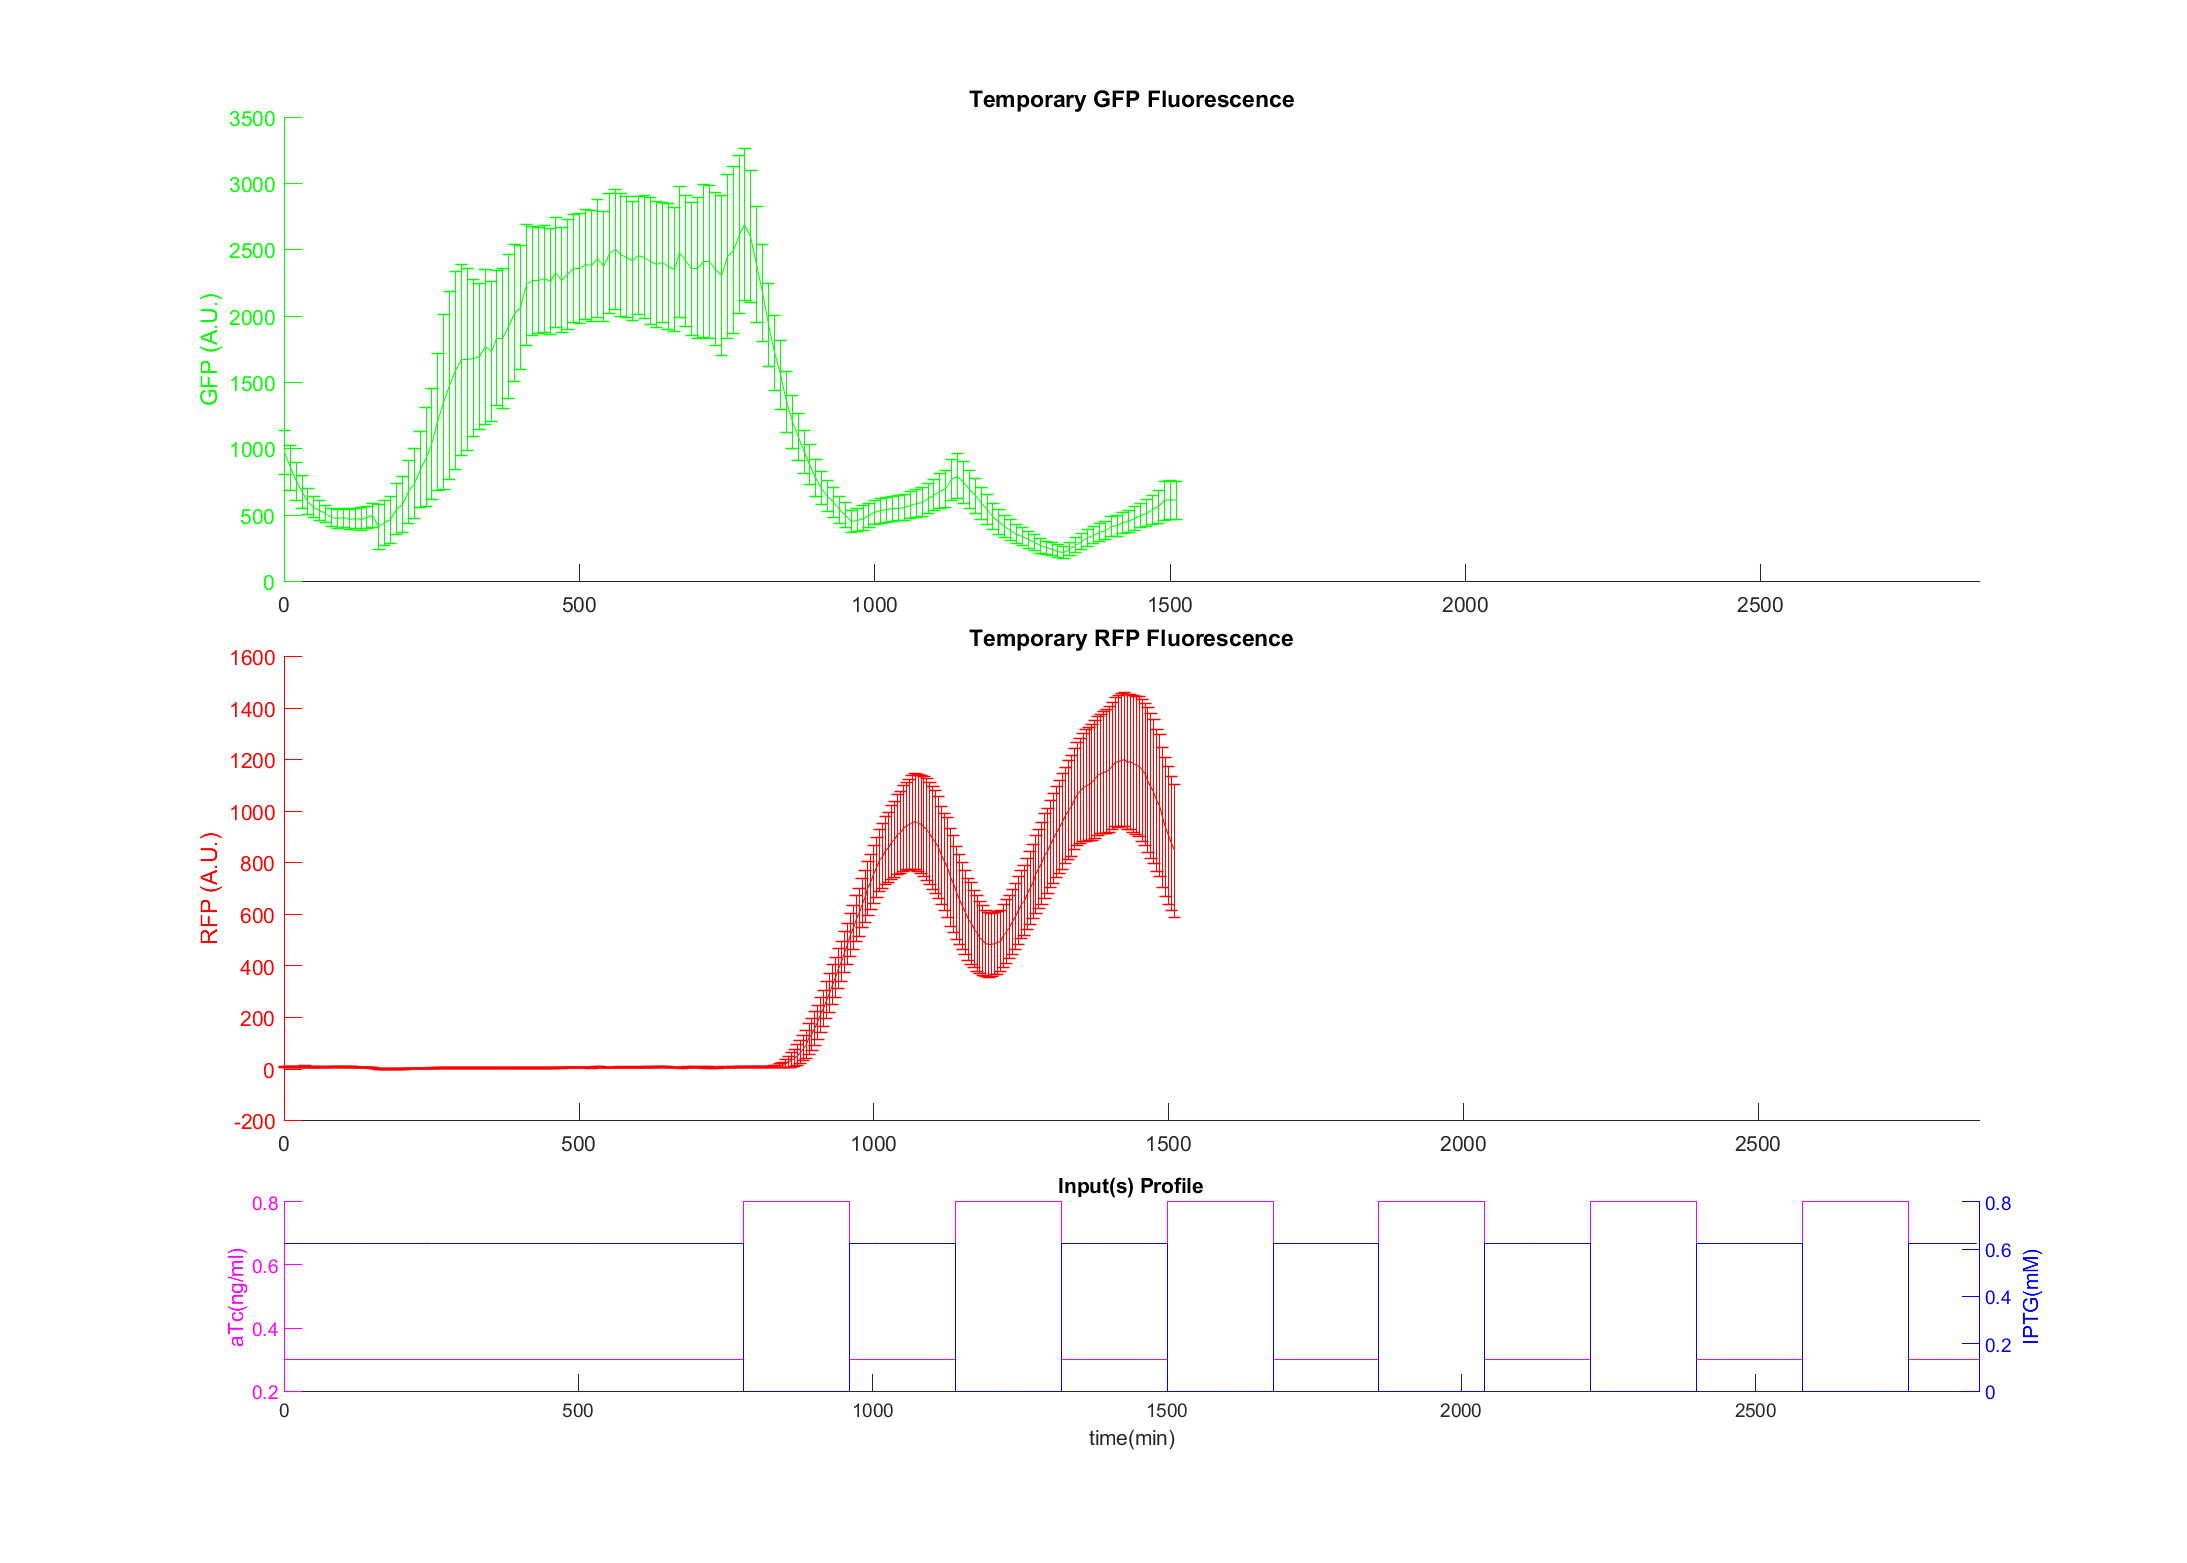 Temporary GFP Fluorescence
3500
3000
2500
2000
1500
1000
500
0
GFP (A.U.)
0 500 1000 1500 2000 2500
Temporary RFP Fluorescence
1600
1400
1200
1000
800
600
400
200
0
-200
RFP (A.U.)
0 500 1000 1500 2000 2500
Input(s) Profile
0.8
0.6
0.4
0.2
aTc(ng/ml)
0.8
0.6
0.4
0.2
0
IPTG(mM)
0 500 1000 1500 2000 2500
time(min)